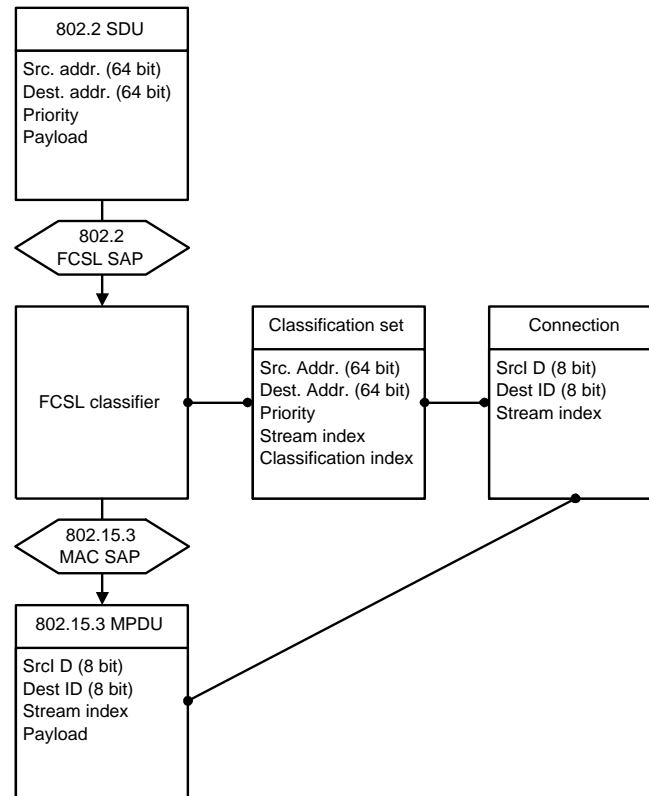 802.2 SDU
Src. addr. (64 bit)
Dest. addr. (64 bit)
Priority
Payload
802.2
FCSL SAP
FCSL classifier
Classification set
Src. Addr. (64 bit)
Dest. Addr. (64 bit)
Priority
Stream index
Classification index
Connection
SrcI D (8 bit)
Dest ID (8 bit)
Stream index
802.15.3
MAC SAP
802.15.3 MPDU
SrcI D (8 bit)
Dest ID (8 bit)
Stream index
Payload